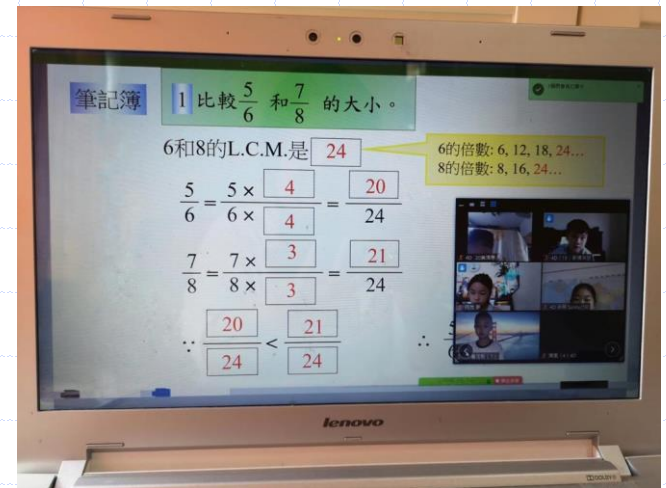 筆記簿
1 比較 5/6 和 7/8 的大小。
6和8的L.C.M.是 24
6的倍數: 6, 12, 18, 24…
8的倍數: 8, 16, 24…
5/6 = 5 × 4 / 6 × 4 = 20/24
7/8 = 7 × 3 / 8 × 3 = 21/24
∵ 20/24 < 21/24 ∴
lenovo